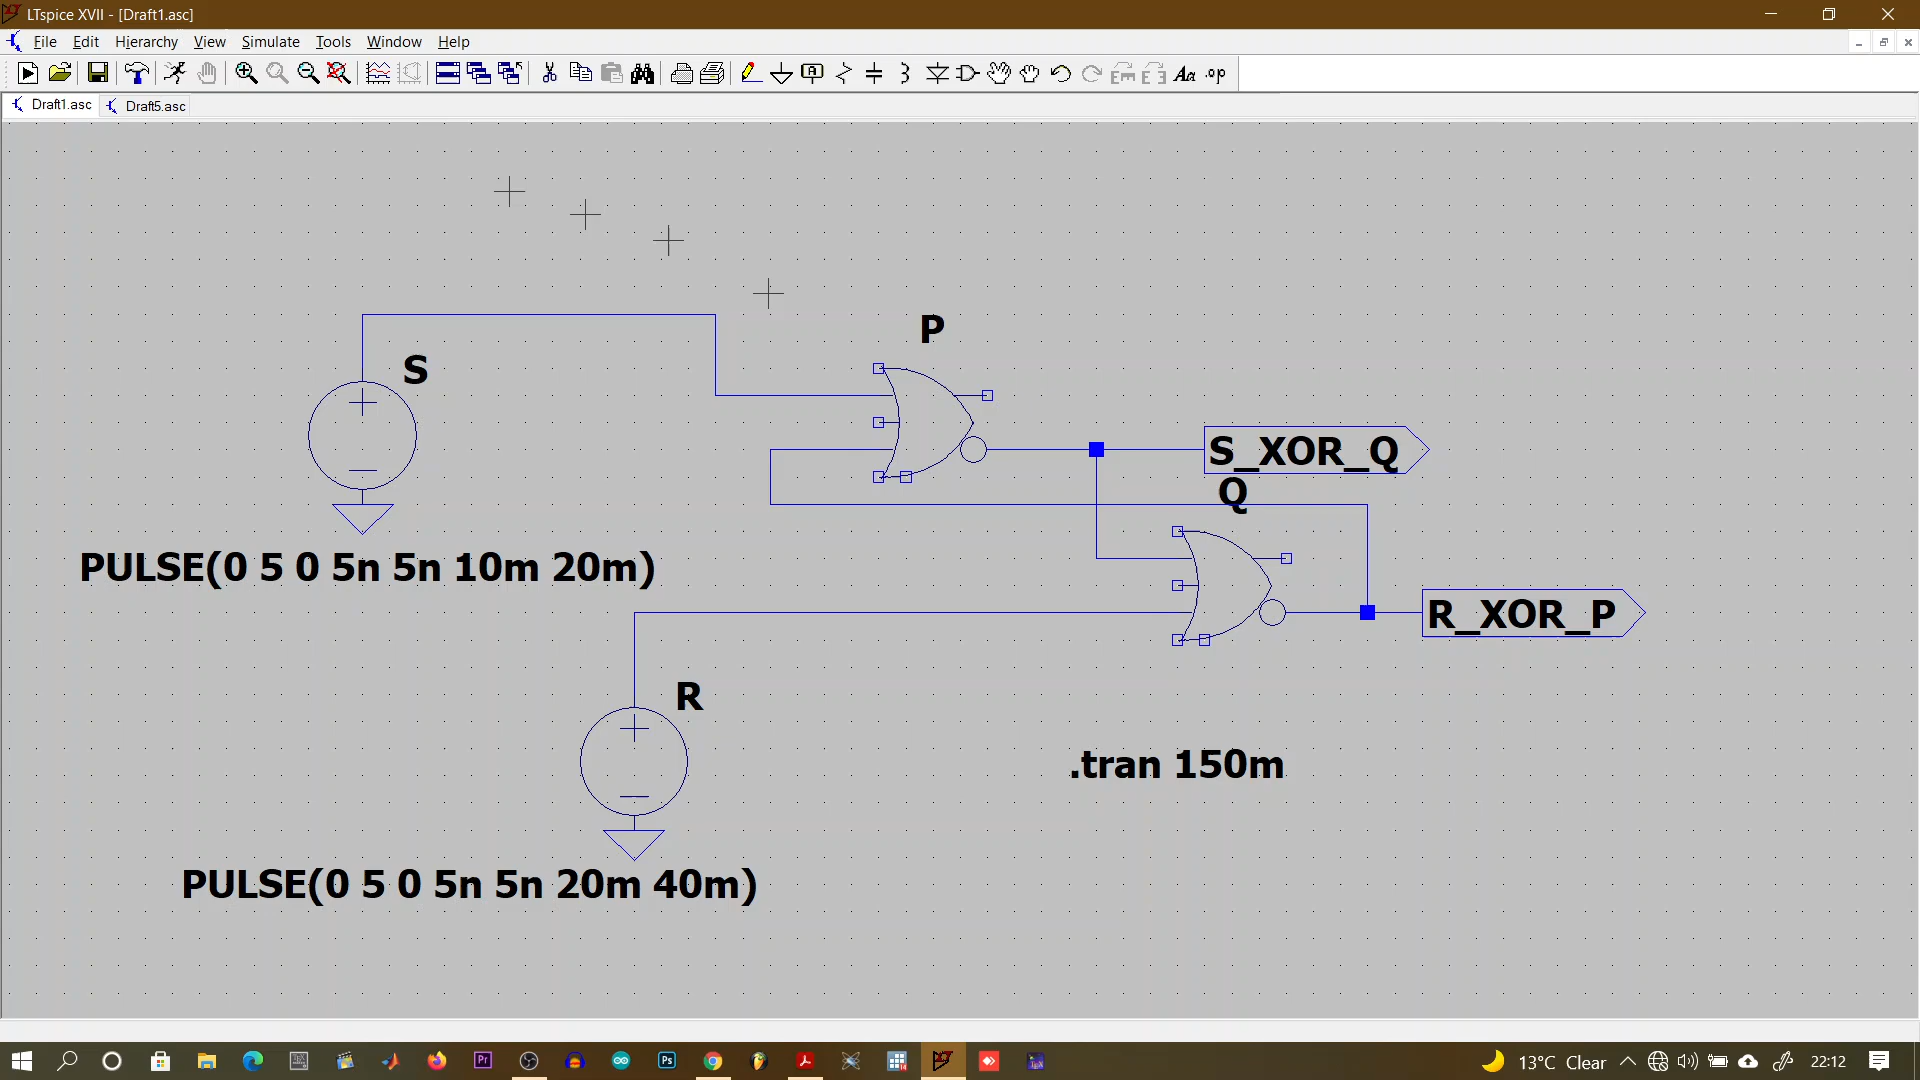 LTspice XVII - [Draft1.asc]
File Edit Hierarchy View Simulate Tools Window Help
Draft1.asc Draft5.asc
P
S
S_XOR_Q
Q
PULSE(0 5 0 5n 5n 10m 20m)
R_XOR_P
R
.tran 150m
PULSE(0 5 0 5n 5n 20m 40m)
13°C Clear 22:12